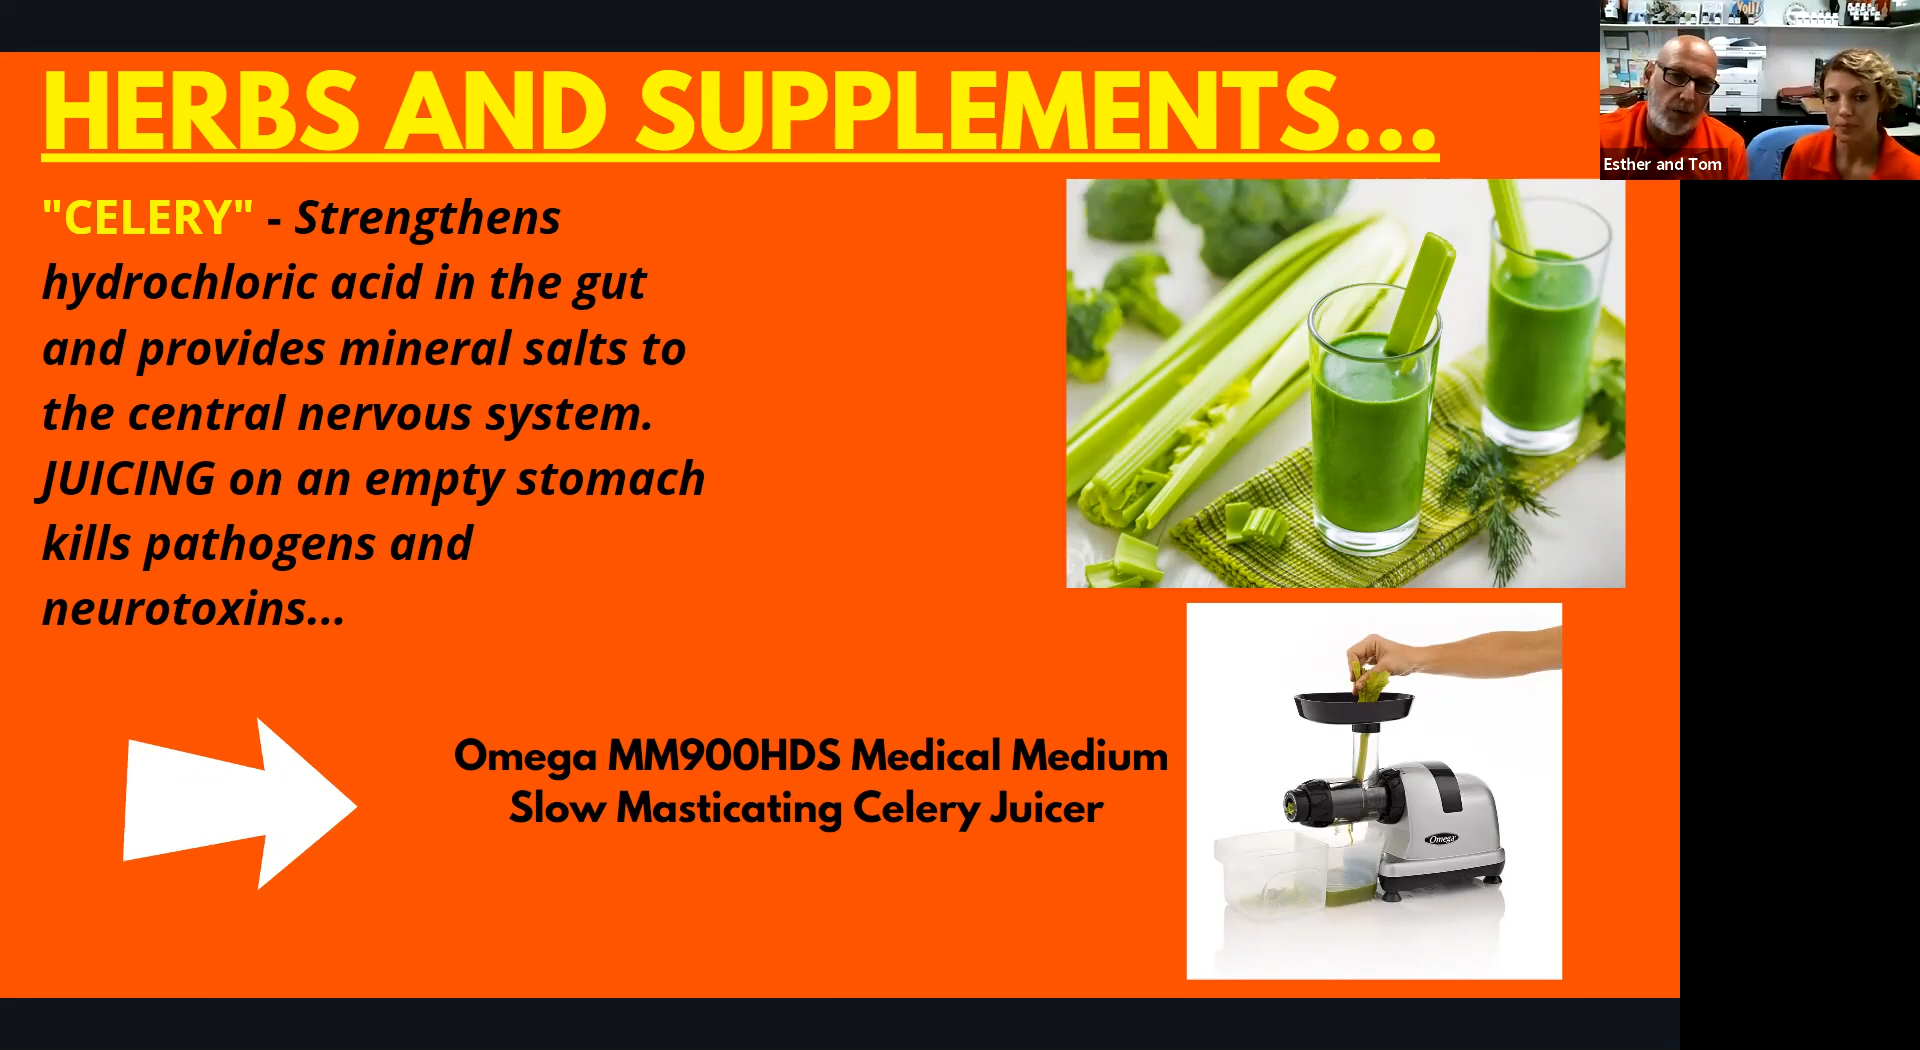 HERBS AND SUPPLEMENTS...
"CELERY" - Strengthens
hydrochloric acid in the gut
and provides mineral salts to
the central nervous system.
JUICING on an empty stomach
kills pathogens and
neurotoxins...
Omega MM900HDS Medical Medium
Slow Masticating Celery Juicer
Omega
You!
Esther and Tom